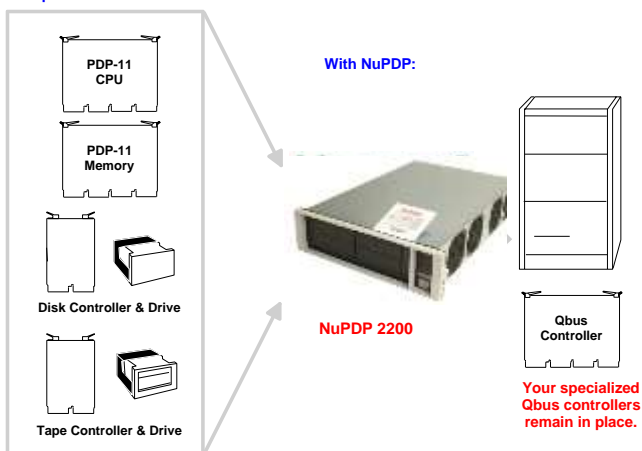 PDP-11
CPU
PDP-11
Memory
Disk Controller & Drive
Tape Controller & Drive
With NuPDP:
NuPDP 2200
Qbus
Controller
Your specialized
Qbus controllers
remain in place.